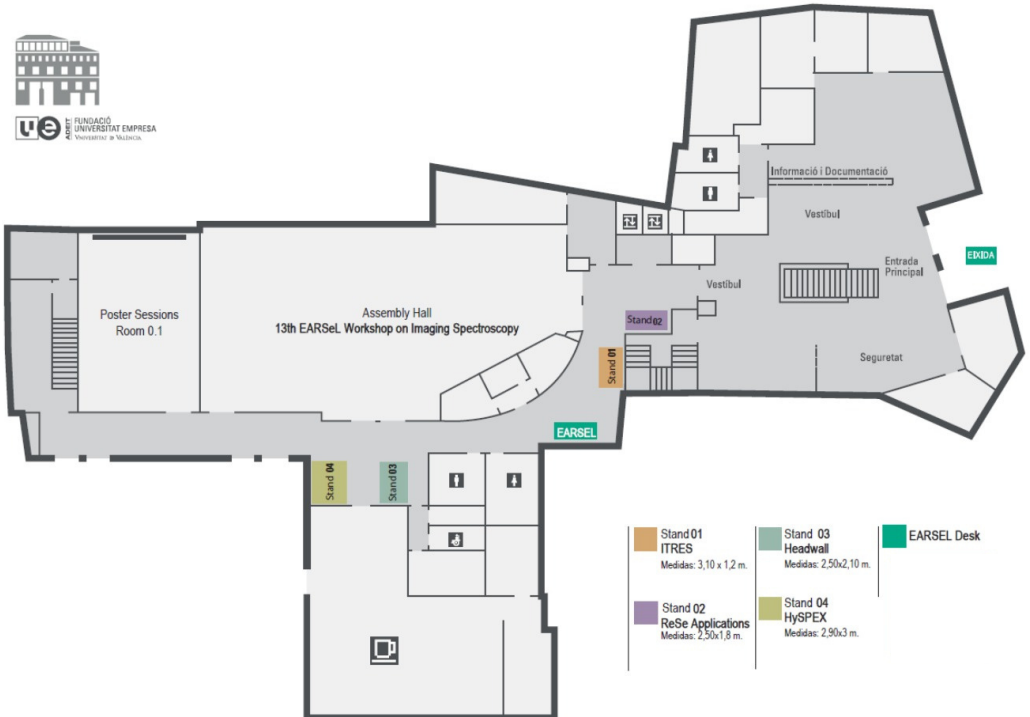 ue
ADEIT
FUNDACIÓ
UNIVERSITAT EMPRESA
VNIVERSITAT D VALÈNCIA
Informació i Documentació
Vestíbul
EIXIDA
Entrada
Principal
Vestíbul
Poster Sessions
Room 0.1
Assembly Hall
13th EARSeL Workshop on Imaging Spectroscopy
Stand 02
Stand 01
Seguretat
EARSEL
Stand 04
Stand 03
Stand 01
ITRES
Medidas: 3,10 x 1,2 m.
Stand 02
ReSe Applications
Medidas: 2,50x1,8 m.
Stand 03
Headwall
Medidas: 2,50x2,10 m.
Stand 04
HySPEX
Medidas: 2,90x3 m.
EARSEL Desk